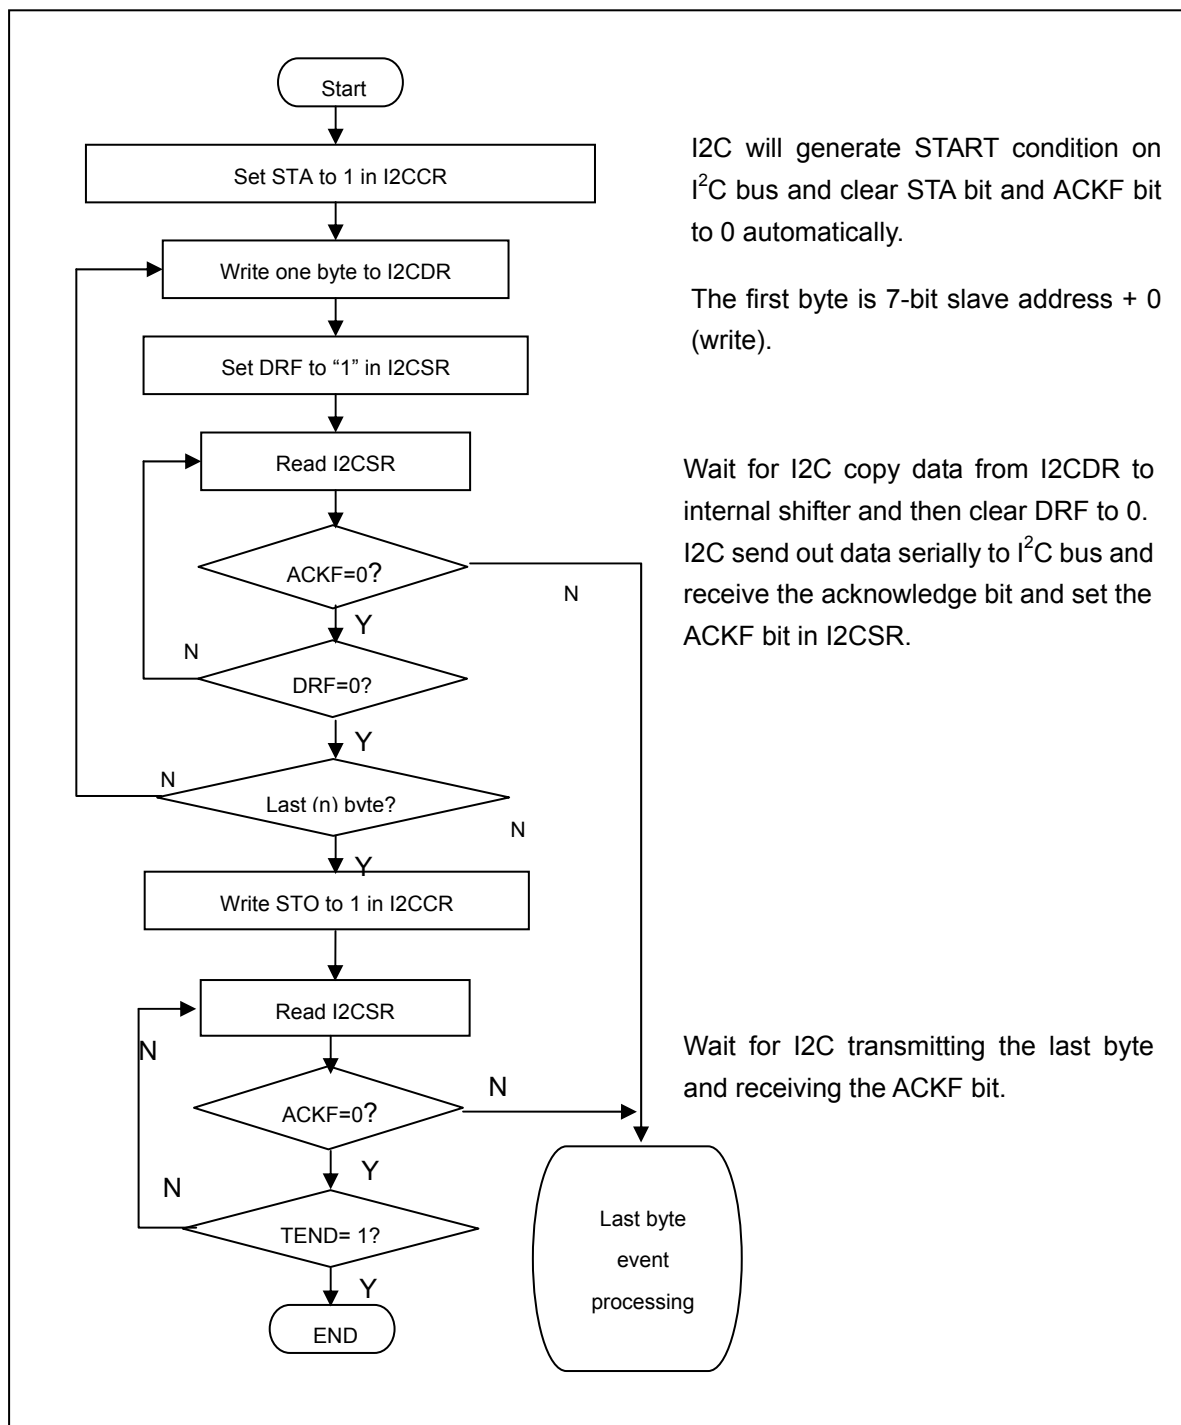 Start
Set STA to 1 in I2CCR
I2C will generate START condition on
I²C bus and clear STA bit and ACKF bit
to 0 automatically.
Write one byte to I2CDR
The first byte is 7-bit slave address + 0
(write).
Set DRF to “1” in I2CSR
Read I2CSR
Wait for I2C copy data from I2CDR to
internal shifter and then clear DRF to 0.
I2C send out data serially to I²C bus and
receive the acknowledge bit and set the
ACKF bit in I2CSR.
ACKF=0?
N
Y
N
DRF=0?
Y
N
Last (n) byte?
N
Y
Write STO to 1 in I2CCR
Read I2CSR
N
Wait for I2C transmitting the last byte
and receiving the ACKF bit.
ACKF=0?
N
Y
N
TEND= 1?
Y
END
Last byte
event
processing